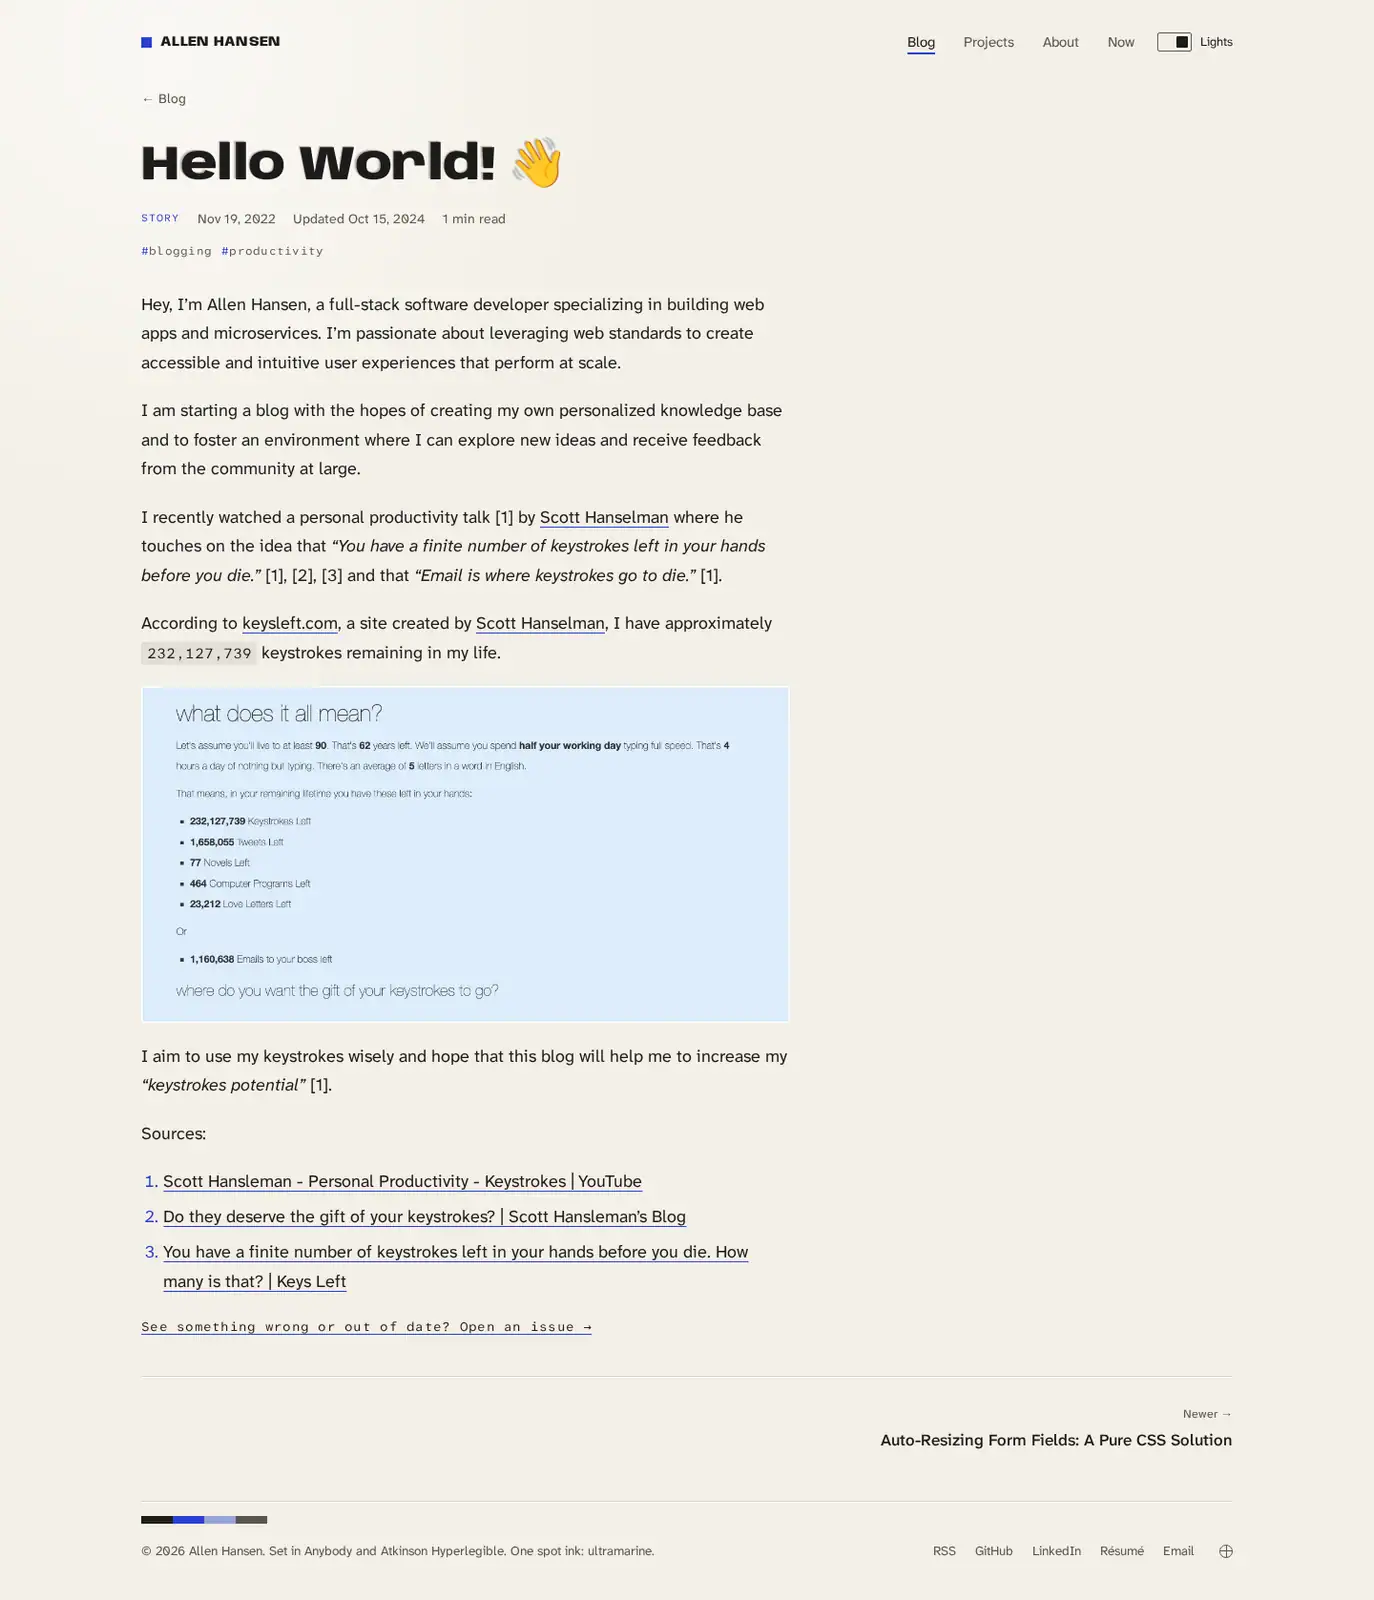 ALLEN HANSEN
Blog Projects About Now Lights
← Blog
Hello World! 👋
STORY Nov 19, 2022 Updated Oct 15, 2024 1 min read
#blogging #productivity
Hey, I’m Allen Hansen, a full-stack software developer specializing in building web
apps and microservices. I’m passionate about leveraging web standards to create
accessible and intuitive user experiences that perform at scale.
I am starting a blog with the hopes of creating my own personalized knowledge base
and to foster an environment where I can explore new ideas and receive feedback
from the community at large.
I recently watched a personal productivity talk [1] by Scott Hanselman where he
touches on the idea that “You have a finite number of keystrokes left in your hands
before you die.” [1], [2], [3] and that “Email is where keystrokes go to die.” [1].
According to keysleft.com, a site created by Scott Hanselman, I have approximately
232,127,739 keystrokes remaining in my life.
what does it all mean?
Let's assume you'll live to at least 90. That's 62 years left. We'll assume you spend half your working day typing full speed. That's 4
hours a day of nothing but typing. There's an average of 5 letters in a word in English.
That means, in your remaining lifetime you have these left in your hands:
▪ 232,127,739 Keystrokes Left
▪ 1,658,055 Tweets Left
▪ 77 Novels Left
▪ 464 Computer Programs Left
▪ 23,212 Love Letters Left
Or
▪ 1,160,638 Emails to your boss left
where do you want the gift of your keystrokes to go?
I aim to use my keystrokes wisely and hope that this blog will help me to increase my
“keystrokes potential” [1].
Sources:
1. Scott Hansleman - Personal Productivity - Keystrokes | YouTube
2. Do they deserve the gift of your keystrokes? | Scott Hansleman’s Blog
3. You have a finite number of keystrokes left in your hands before you die. How
many is that? | Keys Left
See something wrong or out of date? Open an issue →
Newer →
Auto-Resizing Form Fields: A Pure CSS Solution
© 2026 Allen Hansen. Set in Anybody and Atkinson Hyperlegible. One spot ink: ultramarine.
RSS GitHub LinkedIn Résumé Email